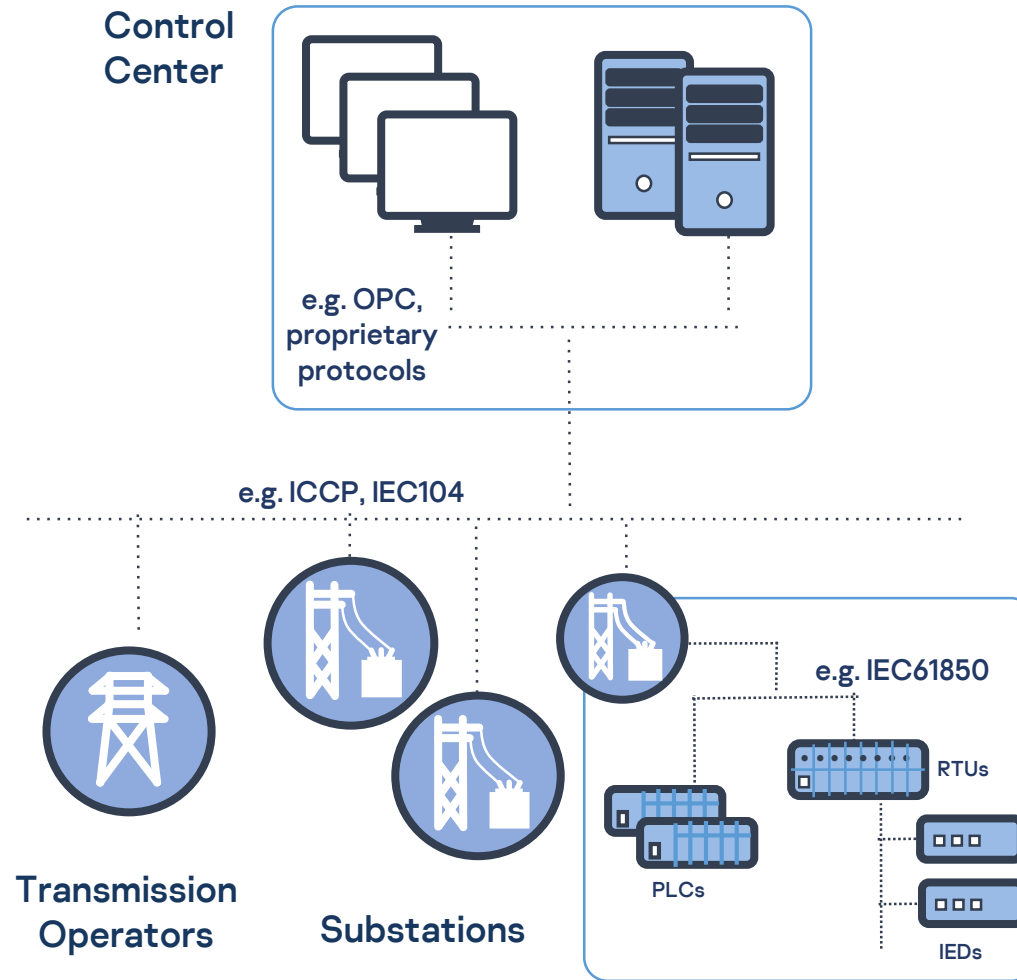 Control
Center
e.g. OPC,
proprietary
protocols
e.g. ICCP, IEC104
e.g. IEC61850
RTUs
PLCs
IEDs
Transmission
Operators
Substations